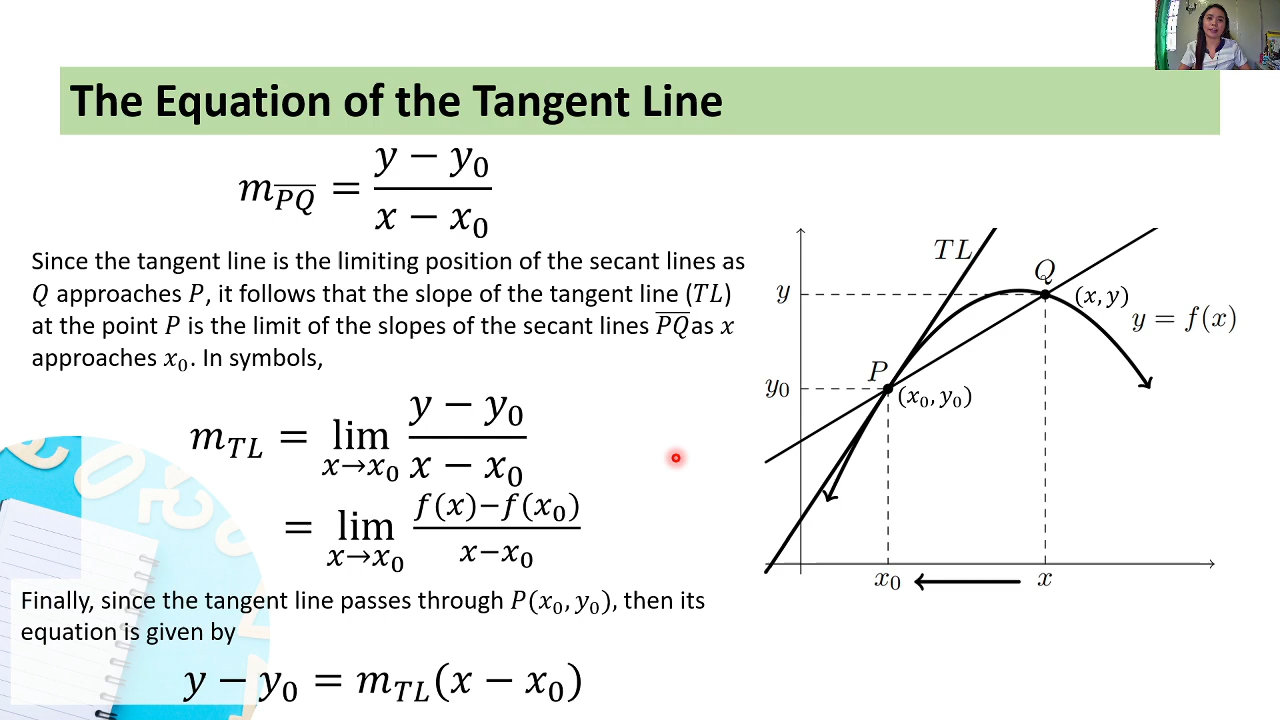 The Equation of the Tangent Line
m_{\overline{PQ}} = \frac{y − y_0}{x − x_0}
Since the tangent line is the limiting position of the secant lines as
Q approaches P, it follows that the slope of the tangent line (TL)
at the point P is the limit of the slopes of the secant lines \overline{PQ}as x
approaches x_0. In symbols,
m_{TL} = \lim_{x→x_0} \frac{y − y_0}{x − x_0}
= \lim_{x→x_0} \frac{f(x)−f(x_0)}{x−x_0}
Finally, since the tangent line passes through P(x_0, y_0), then its
equation is given by
y − y_0 = m_{TL}(x − x_0)
TL
Q
y
(x, y)
y = f(x)
P
y_0
(x_0, y_0)
x_0
x